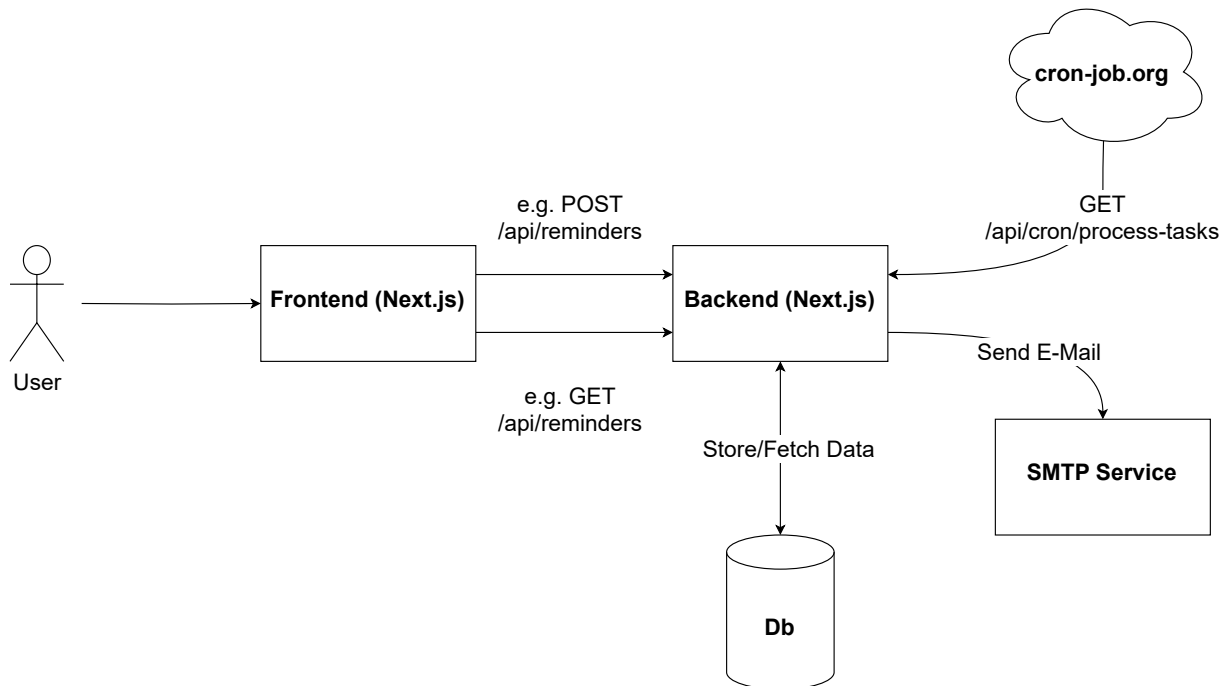 cron-job.org
e.g. POST
/api/reminders
GET
/api/cron/process-tasks
Frontend (Next.js)
Backend (Next.js)
User
Send E-Mail
e.g. GET
/api/reminders
Store/Fetch Data
SMTP Service
Db